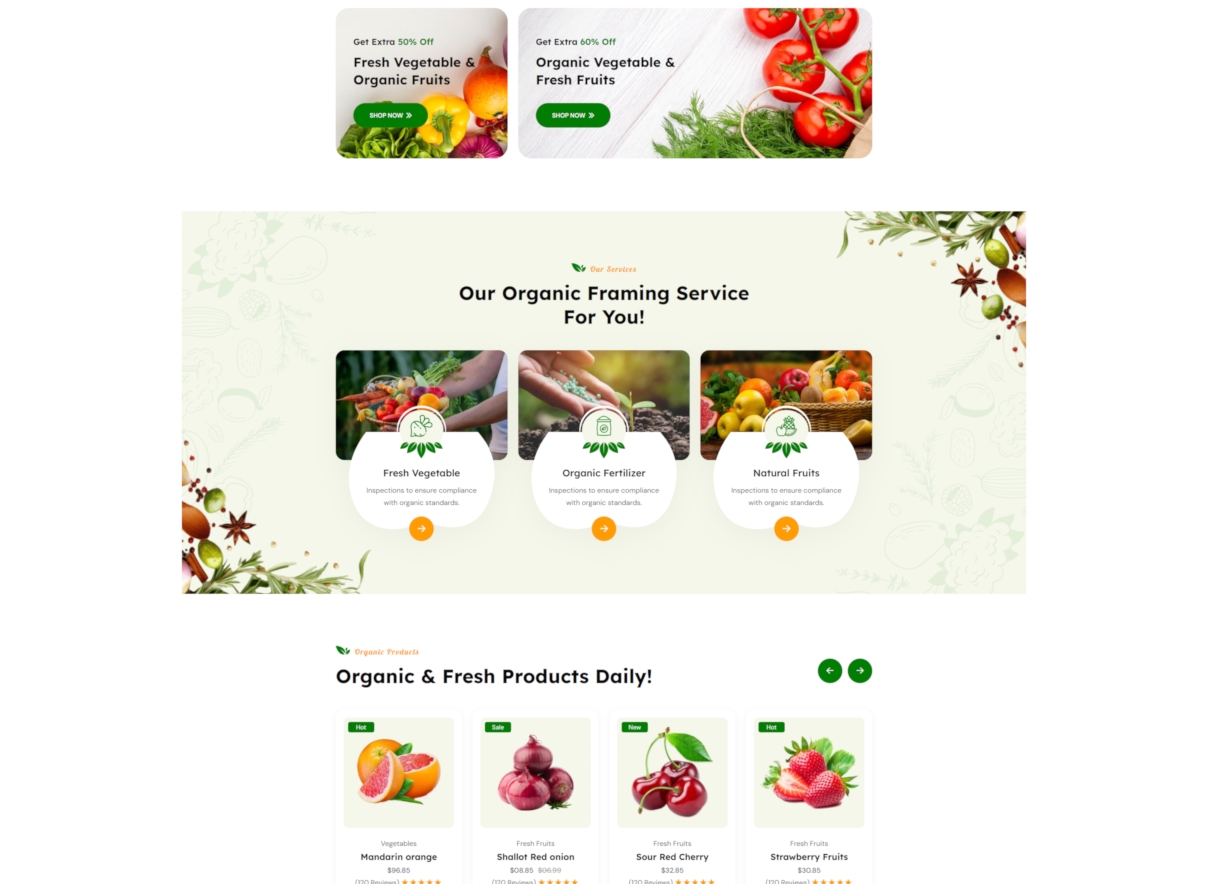 Get Extra 50% Off
Fresh Vegetable &
Organic Fruits
SHOP NOW
Get Extra 60% Off
Organic Vegetable &
Fresh Fruits
SHOP NOW
Our Services
Our Organic Framing Service
For You!
Fresh Vegetable
Inspections to ensure compliance
with organic standards.
Organic Fertilizer
Inspections to ensure compliance
with organic standards.
Natural Fruits
Inspections to ensure compliance
with organic standards.
Organic Products
Organic & Fresh Products Daily!
Hot
Vegetables
Mandarin orange
$96.85
(120 Reviews)
Sale
Fresh Fruits
Shallot Red onion
$08.85 $06.99
(120 Reviews)
New
Fresh Fruits
Sour Red Cherry
$32.85
(120 Reviews)
Hot
Fresh Fruits
Strawberry Fruits
$30.85
(120 Reviews)